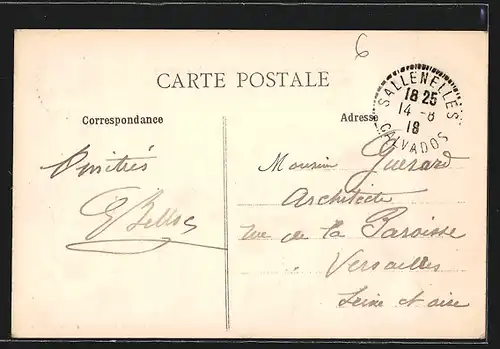 6
CARTE POSTALE
SALLENELLES
18 25
14 - 8
18
CALVADOS
Correspondance
Adresse
Amitiés
Monsieur Guerard
Architecte
rue de la Paroisse
Versailles
Seine et oise